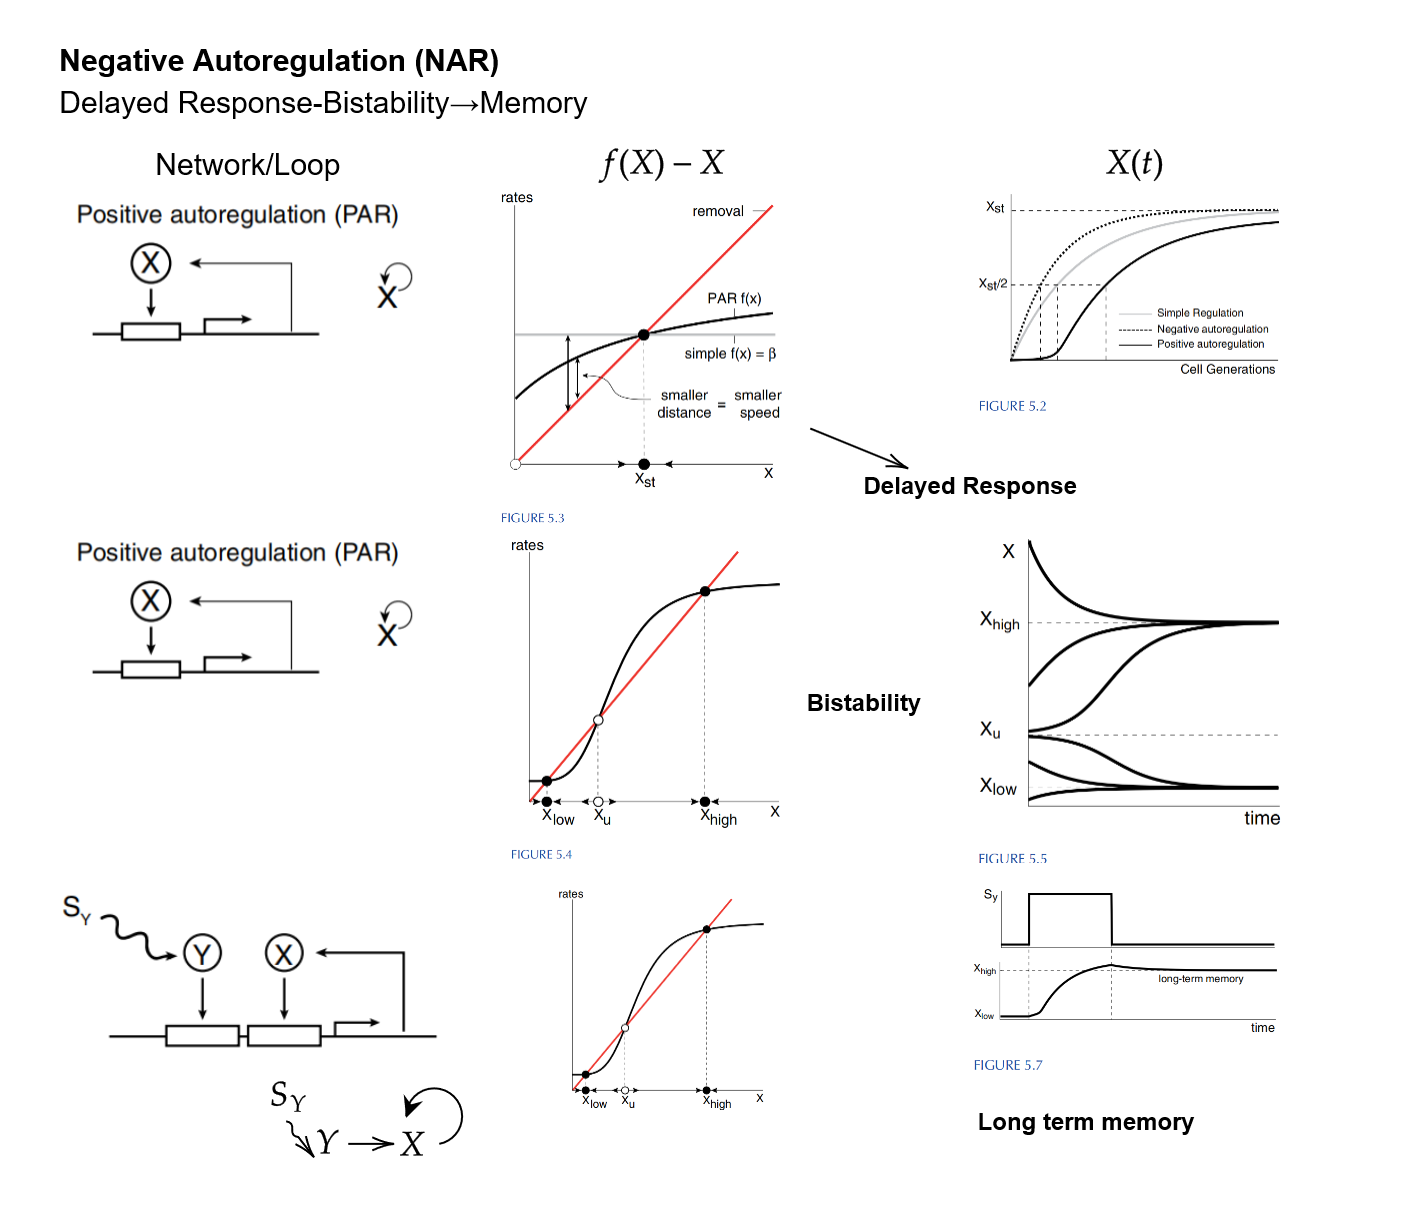 Negative Autoregulation (NAR)
Delayed Response-Bistability→Memory
Network/Loop
f(X) – X
X(t)
Positive autoregulation (PAR)
X
X
rates
removal
PAR f(x)
simple f(x) = β
smaller distance = smaller speed
Xst
X
FIGURE 5.3
Xst
Xst/2
Simple Regulation
Negative autoregulation
Positive autoregulation
Cell Generations
FIGURE 5.2
Delayed Response
Positive autoregulation (PAR)
X
X
rates
Xlow
Xu
Xhigh
X
FIGURE 5.4
Bistability
X
Xhigh
Xu
Xlow
time
FIGURE 5.5
SY
Y
X
SY
Y → X
rates
Xlow
Xu
Xhigh
X
Sy
Xhigh
long-term memory
Xlow
time
FIGURE 5.7
Long term memory